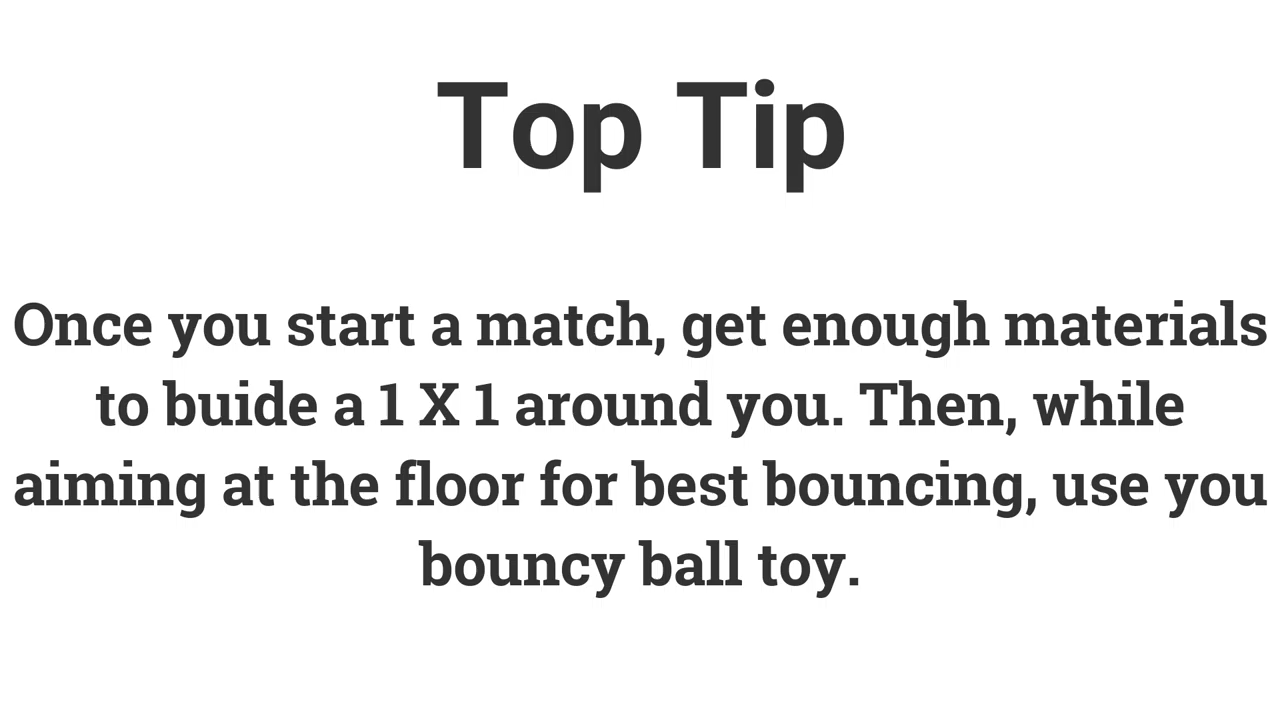 Top Tip
Once you start a match, get enough materials
to buide a 1 X 1 around you. Then, while
aiming at the floor for best bouncing, use you
bouncy ball toy.